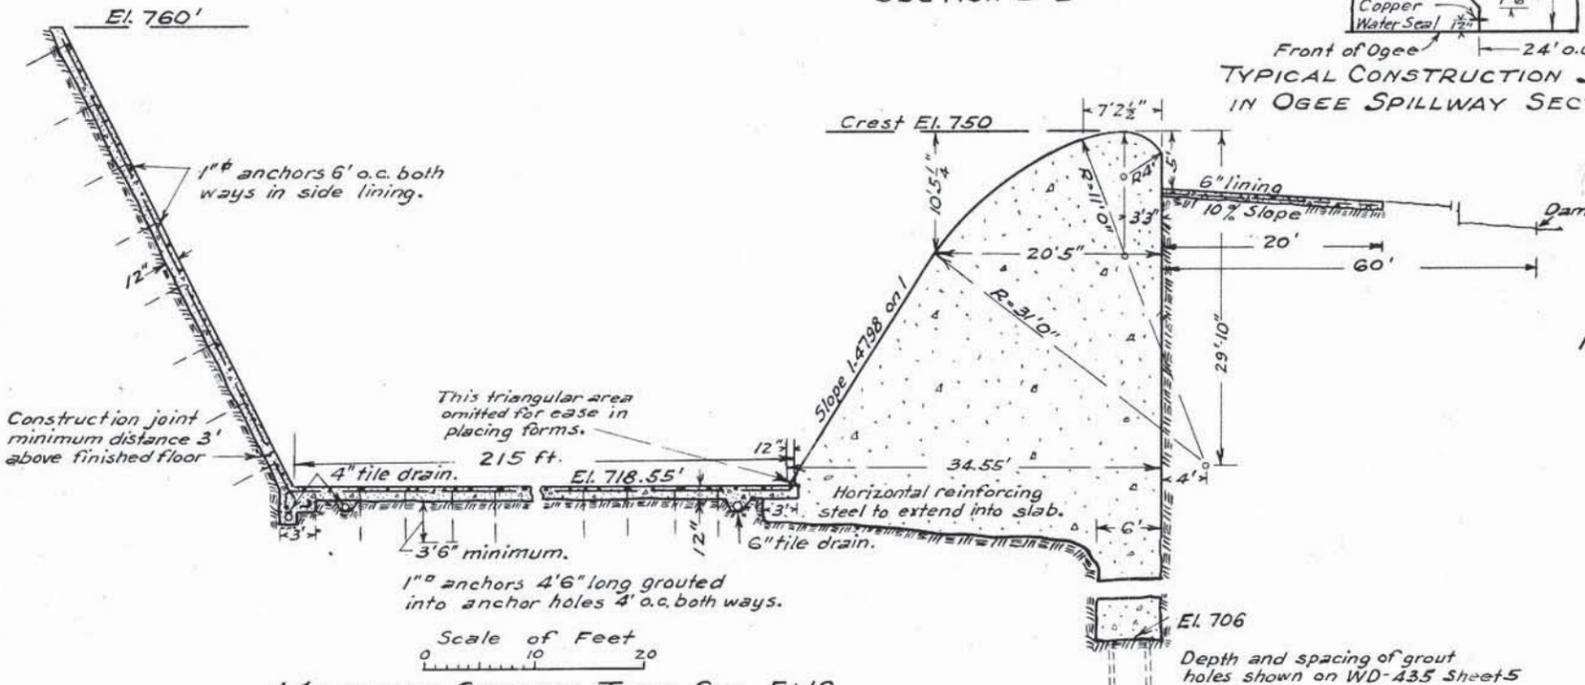 El. 760'
Copper
Water Seal
1½"
Front of Ogee
24' o.c
TYPICAL CONSTRUCTION
IN OGEE SPILLWAY SEC
Crest El. 750
7'2½"
5'
1"ᶲ anchors 6' o.c. both
ways in side lining.
10'5¼"
R=11'0"
R4'
3'3"
6" lining
10% Slope
Dam
20'
20'5"
60'
12"
R=31'0"
29'-10"
Slope 1.4798 on 1
This triangular area
omitted for ease in
placing forms.
Construction joint
minimum distance 3'
above finished floor
215 ft.
12"
34.55'
4'
4" tile drain.
El. 718.55'
Horizontal reinforcing
steel to extend into slab.
3'
3'
6'
3'6" minimum.
12"
6" tile drain.
1"□ anchors 4'6" long grouted
into anchor holes 4' o.c. both ways.
El. 706
Scale of Feet
0 10 20
Depth and spacing of grout
holes shown on WD-435 Sheet 5